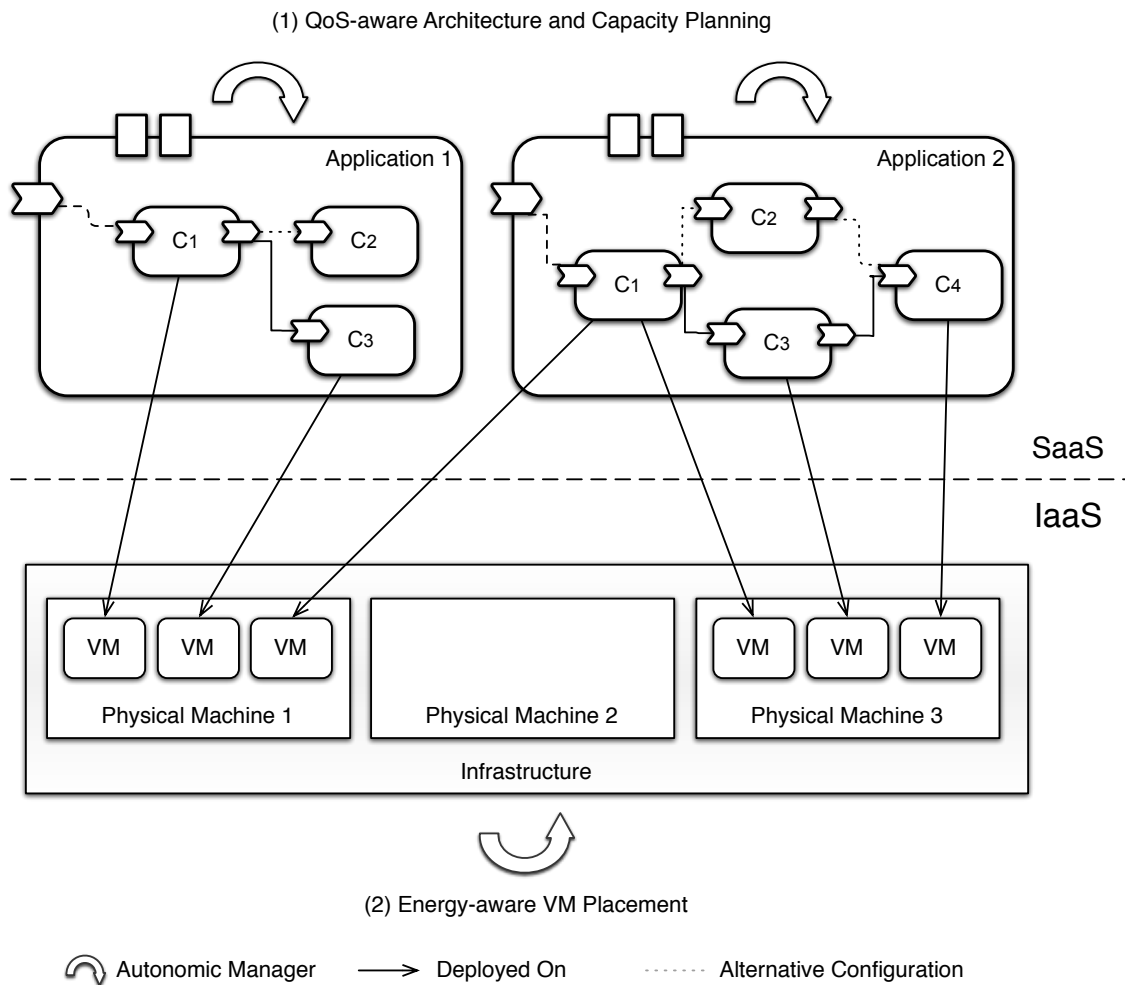 (1) QoS-aware Architecture and Capacity Planning
Application 1
Application 2
C1
C2
C3
C1
C2
C3
C4
SaaS
IaaS
VM VM VM
Physical Machine 1
Physical Machine 2
VM VM VM
Physical Machine 3
Infrastructure
(2) Energy-aware VM Placement
Autonomic Manager
Deployed On
Alternative Configuration